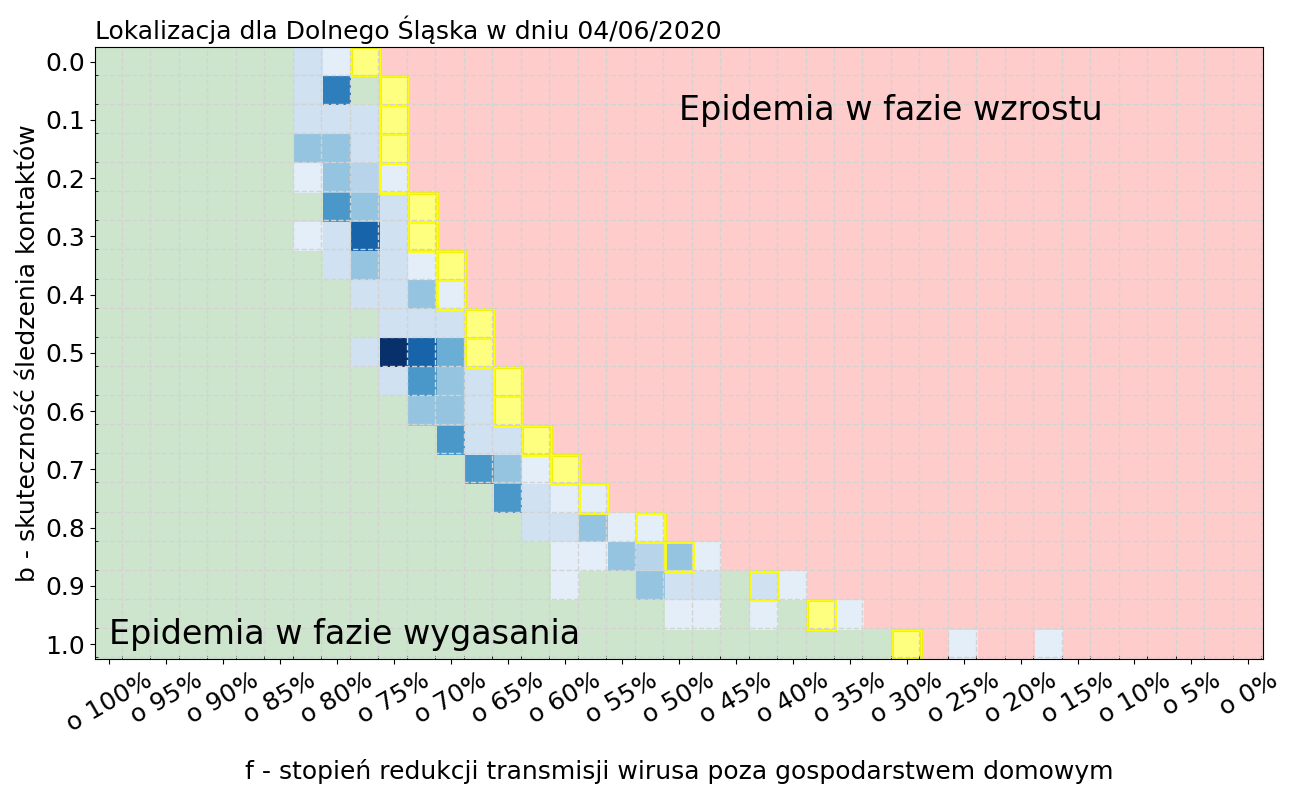 Lokalizacja dla Dolnego Śląska w dniu 04/06/2020
b - skuteczność śledzenia kontaktów
0.0
0.1
0.2
0.3
0.4
0.5
0.6
0.7
0.8
0.9
1.0
Epidemia w fazie wzrostu
Epidemia w fazie wygasania
o 100%
o 95%
o 90%
o 85%
o 80%
o 75%
o 70%
o 65%
o 60%
o 55%
o 50%
o 45%
o 40%
o 35%
o 30%
o 25%
o 20%
o 15%
o 10%
o 5%
o 0%
f - stopień redukcji transmisji wirusa poza gospodarstwem domowym